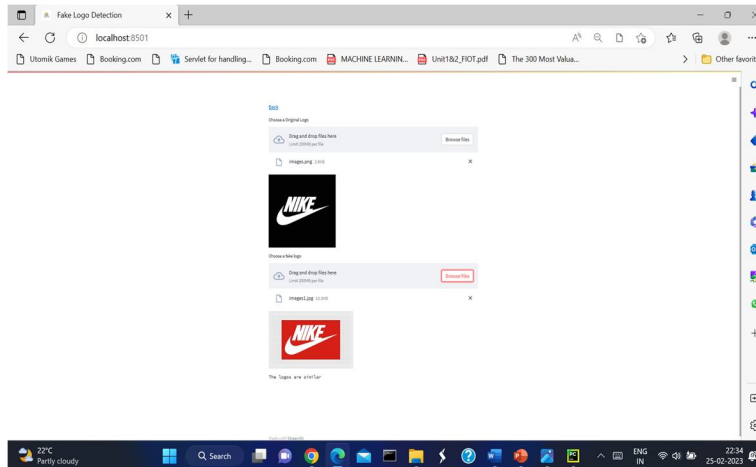 Fake Logo Detection
localhost:8501
Utomik Games
Booking.com
Servlet for handling...
Booking.com
MACHINE LEARNIN...
Unit1&2_FIOT.pdf
The 300 Most Valua...
Other favorit
Back
Choose a Original Logo
Drag and drop files here
Limit 200MB per file
Browse files
images.png
NIKE
Choose a fake logo
Drag and drop files here
Limit 200MB per file
Browse files
images1.jpg
NIKE
The logos are similar
22°C
Partly cloudy
Search
ENG
IN
22:34
25-02-2023